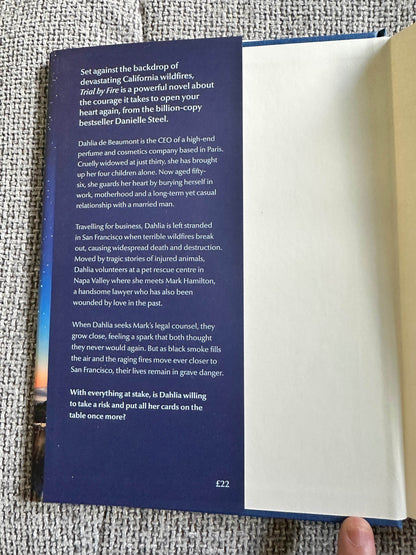 Set against the backdrop of
devastating California wildfires,
Trial by Fire is a powerful novel about
the courage it takes to open your
heart again, from the billion-copy
bestseller Danielle Steel.
Dahlia de Beaumont is the CEO of a high-end
perfume and cosmetics company based in Paris.
Cruelly widowed at just thirty, she has brought
up her four children alone. Now aged fifty-
six, she guards her heart by burying herself in
work, motherhood and a long-term yet casual
relationship with a married man.
Travelling for business, Dahlia is left stranded
in San Francisco when terrible wildfires break
out, causing widespread death and destruction.
Moved by tragic stories of injured animals,
Dahlia volunteers at a pet rescue centre in
Napa Valley where she meets Mark Hamilton,
a handsome lawyer who has also been
wounded by love in the past.
When Dahlia seeks Mark's legal counsel, they
grow close, feeling a spark that both thought
they never would again. But as black smoke fills
the air and the raging fires move ever closer to
San Francisco, their lives remain in grave danger.
With everything at stake, is Dahlia willing
to take a risk and put all her cards on the
table once more?
£22